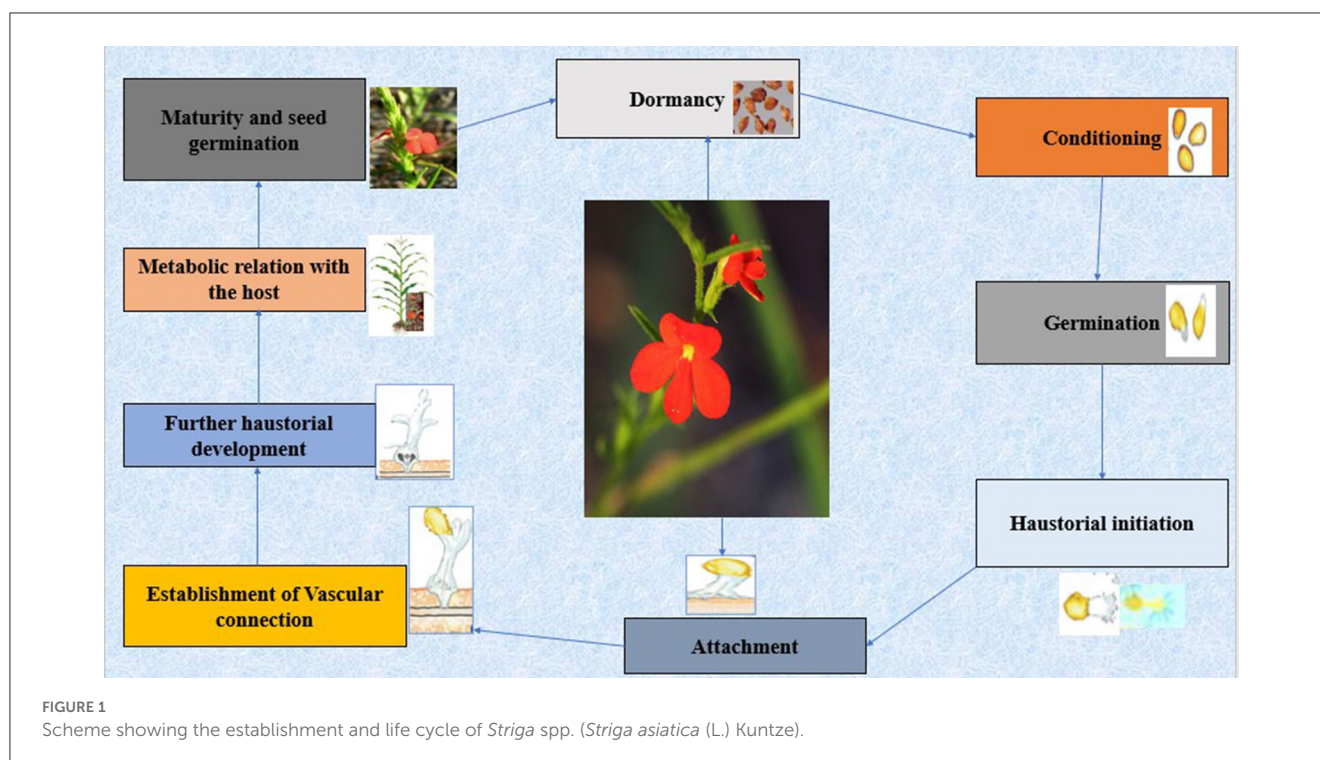 Maturity and seed
germination
Dormancy
Conditioning
Metabolic relation with
the host
Germination
Further haustorial
development
Haustorial initiation
Establishment of Vascular
connection
Attachment
FIGURE 1
Scheme showing the establishment and life cycle of Striga spp. (Striga asiatica (L.) Kuntze).